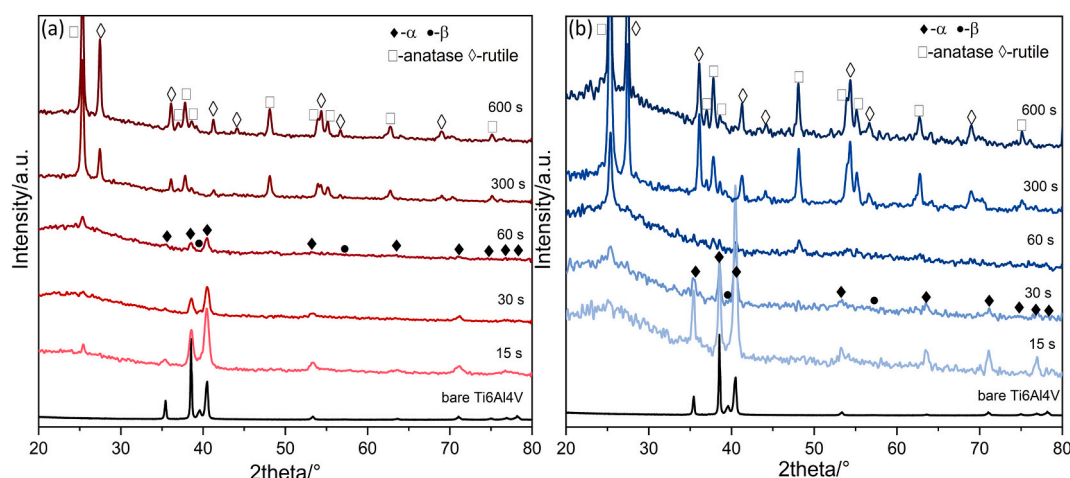 (a)
◆-α ●-β
□-anatase ◇-rutile
600 s
300 s
60 s
30 s
15 s
bare Ti6Al4V
Intensity/a.u.
20 30 40 50 60 70 80
2theta/°
(b)
◆-α ●-β
□-anatase ◇-rutile
600 s
300 s
60 s
30 s
15 s
bare Ti6Al4V
Intensity/a.u.
20 30 40 50 60 70 80
2theta/°